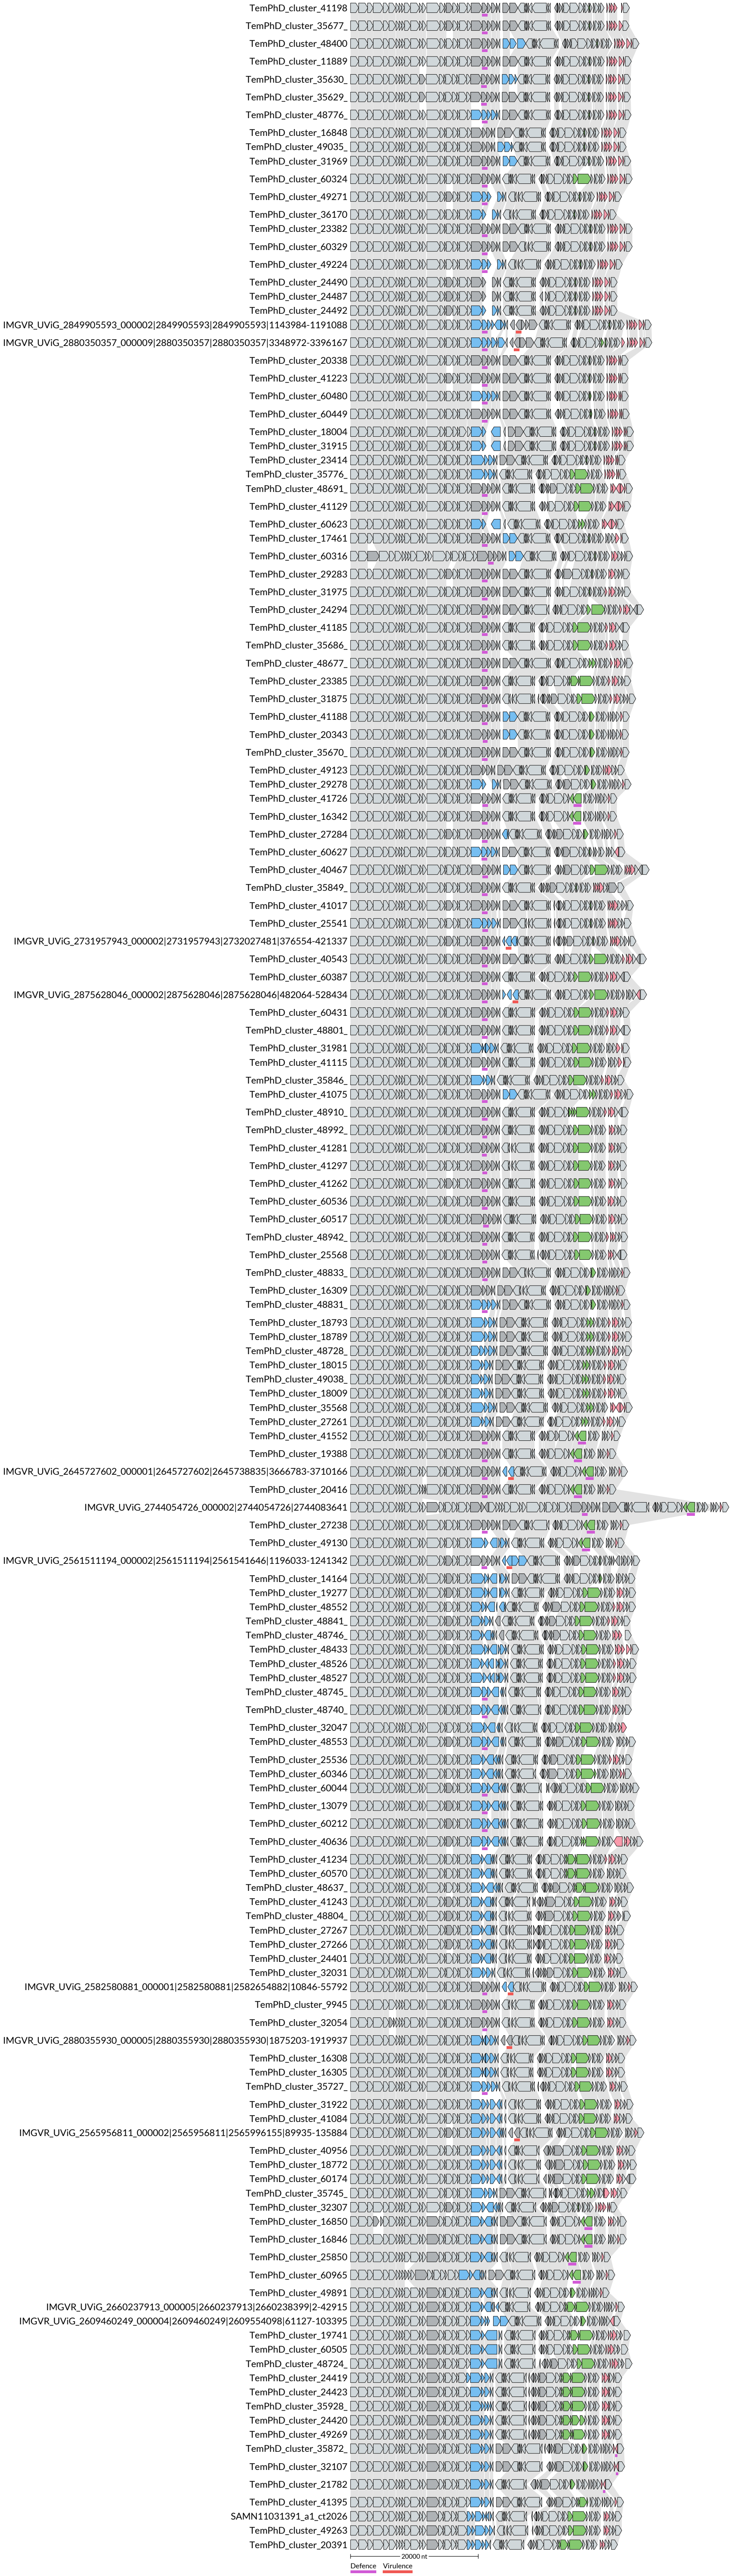 TemPhD_cluster_41198
TemPhD_cluster_35677_
TemPhD_cluster_48400
TemPhD_cluster_11889
TemPhD_cluster_35630_
TemPhD_cluster_35629_
TemPhD_cluster_48776_
TemPhD_cluster_16848
TemPhD_cluster_49035_
TemPhD_cluster_31969
TemPhD_cluster_60324
TemPhD_cluster_49271
TemPhD_cluster_36170
TemPhD_cluster_23382
TemPhD_cluster_60329
TemPhD_cluster_49224
TemPhD_cluster_24490
TemPhD_cluster_24487
TemPhD_cluster_24492
IMGVR_UViG_2849905593_000002|2849905593|2849905593|1143984-1191088
IMGVR_UViG_2880350357_000009|2880350357|2880350357|3348972-3396167
TemPhD_cluster_20338
TemPhD_cluster_41223
TemPhD_cluster_60480
TemPhD_cluster_60449
TemPhD_cluster_18004
TemPhD_cluster_31915
TemPhD_cluster_23414
TemPhD_cluster_35776_
TemPhD_cluster_48691_
TemPhD_cluster_41129
TemPhD_cluster_60623
TemPhD_cluster_17461
TemPhD_cluster_60316
TemPhD_cluster_29283
TemPhD_cluster_31975
TemPhD_cluster_24294
TemPhD_cluster_41185
TemPhD_cluster_35686_
TemPhD_cluster_48677_
TemPhD_cluster_23385
TemPhD_cluster_31875
TemPhD_cluster_41188
TemPhD_cluster_20343
TemPhD_cluster_35670_
TemPhD_cluster_49123
TemPhD_cluster_29278
TemPhD_cluster_41726
TemPhD_cluster_16342
TemPhD_cluster_27284
TemPhD_cluster_60627
TemPhD_cluster_40467
TemPhD_cluster_35849_
TemPhD_cluster_41017
TemPhD_cluster_25541
IMGVR_UViG_2731957943_000002|2731957943|2732027481|376554-421337
TemPhD_cluster_40543
TemPhD_cluster_60387
IMGVR_UViG_2875628046_000002|2875628046|2875628046|482064-528434
TemPhD_cluster_60431
TemPhD_cluster_48801_
TemPhD_cluster_31981
TemPhD_cluster_41115
TemPhD_cluster_35846_
TemPhD_cluster_41075
TemPhD_cluster_48910_
TemPhD_cluster_48992_
TemPhD_cluster_41281
TemPhD_cluster_41297
TemPhD_cluster_41262
TemPhD_cluster_60536
TemPhD_cluster_60517
TemPhD_cluster_48942_
TemPhD_cluster_25568
TemPhD_cluster_48833_
TemPhD_cluster_16309
TemPhD_cluster_48831_
TemPhD_cluster_18793
TemPhD_cluster_18789
TemPhD_cluster_48728_
TemPhD_cluster_18015
TemPhD_cluster_49038_
TemPhD_cluster_18009
TemPhD_cluster_35568
TemPhD_cluster_27261
TemPhD_cluster_41552
TemPhD_cluster_19388
IMGVR_UViG_2645727602_000001|2645727602|2645738835|3666783-3710166
TemPhD_cluster_20416
IMGVR_UViG_2744054726_000002|2744054726|2744083641
TemPhD_cluster_27238
TemPhD_cluster_49130
IMGVR_UViG_2561511194_000002|2561511194|2561541646|1196033-1241342
TemPhD_cluster_14164
TemPhD_cluster_19277
TemPhD_cluster_48552
TemPhD_cluster_48841_
TemPhD_cluster_48746_
TemPhD_cluster_48433
TemPhD_cluster_48526
TemPhD_cluster_48527
TemPhD_cluster_48745_
TemPhD_cluster_48740_
TemPhD_cluster_32047
TemPhD_cluster_48553
TemPhD_cluster_25536
TemPhD_cluster_60346
TemPhD_cluster_60044
TemPhD_cluster_13079
TemPhD_cluster_60212
TemPhD_cluster_40636
TemPhD_cluster_41234
TemPhD_cluster_60570
TemPhD_cluster_48637_
TemPhD_cluster_41243
TemPhD_cluster_48804_
TemPhD_cluster_27267
TemPhD_cluster_27266
TemPhD_cluster_24401
TemPhD_cluster_32031
IMGVR_UViG_2582580881_000001|2582580881|2582654882|10846-55792
TemPhD_cluster_9945
TemPhD_cluster_32054
IMGVR_UViG_2880355930_000005|2880355930|2880355930|1875203-1919937
TemPhD_cluster_16308
TemPhD_cluster_16305
TemPhD_cluster_35727_
TemPhD_cluster_31922
TemPhD_cluster_41084
IMGVR_UViG_2565956811_000002|2565956811|2565996155|89935-135884
TemPhD_cluster_40956
TemPhD_cluster_18772
TemPhD_cluster_60174
TemPhD_cluster_35745_
TemPhD_cluster_32307
TemPhD_cluster_16850
TemPhD_cluster_16846
TemPhD_cluster_25850
TemPhD_cluster_60965
TemPhD_cluster_49891
IMGVR_UViG_2660237913_000005|2660237913|2660238399|2-42915
IMGVR_UViG_2609460249_000004|2609460249|2609554098|61127-103395
TemPhD_cluster_19741
TemPhD_cluster_60505
TemPhD_cluster_48724_
TemPhD_cluster_24419
TemPhD_cluster_24423
TemPhD_cluster_35928_
TemPhD_cluster_24420
TemPhD_cluster_49269
TemPhD_cluster_35872_
TemPhD_cluster_32107
TemPhD_cluster_21782
TemPhD_cluster_41395
SAMN11031391_a1_ct2026
TemPhD_cluster_49263
TemPhD_cluster_20391
20000 nt
Defence Virulence